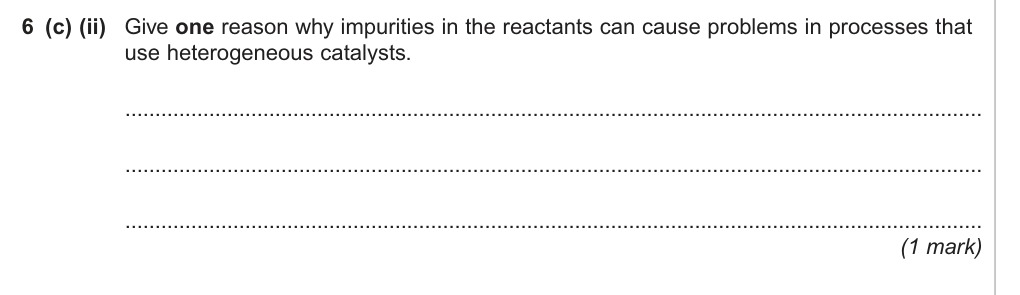 6 (c) (ii) Give one reason why impurities in the reactants can cause problems in processes that
use heterogeneous catalysts.
................................................................................................................................................
................................................................................................................................................
................................................................................................................................................
(1 mark)